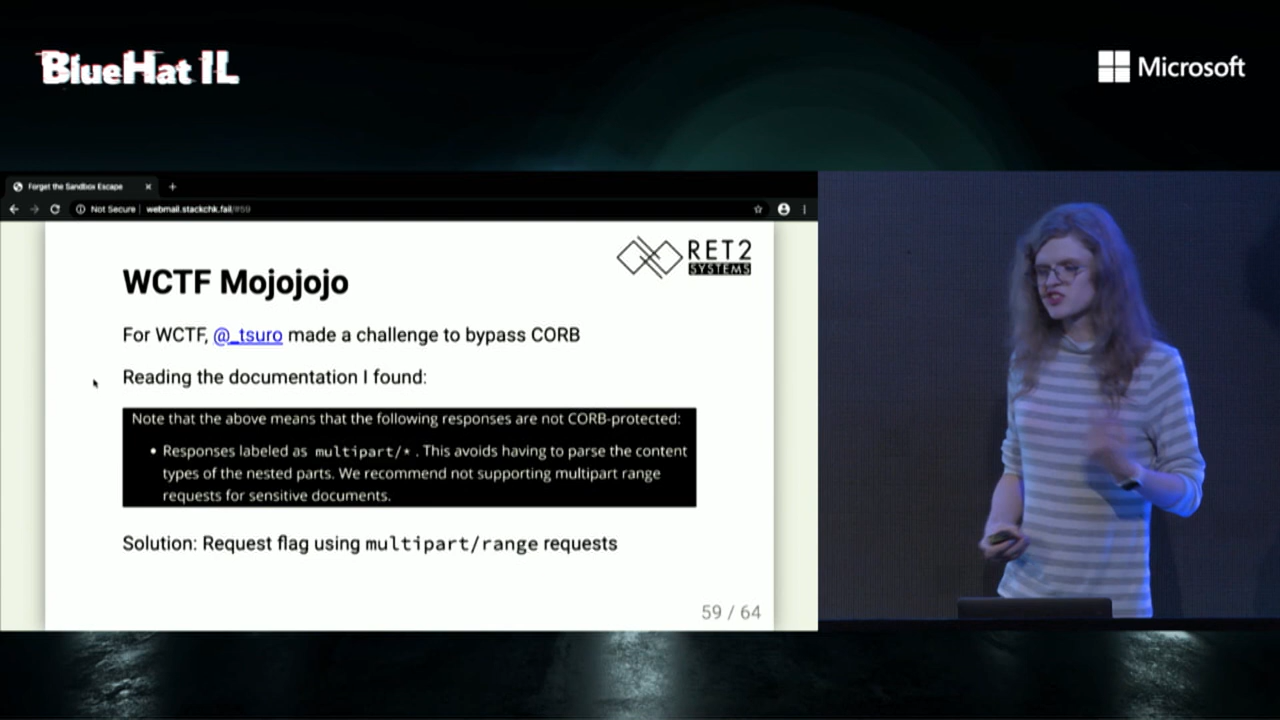 BlueHat IL
Microsoft
Forget the Sandbox Escape
Not Secure | webmail.stackchk.fail/#59
RET2
SYSTEMS
WCTF Mojojojo
For WCTF, @_tsuro made a challenge to bypass CORB
Reading the documentation I found:
Note that the above means that the following responses are not CORB-protected:
• Responses labeled as multipart/* . This avoids having to parse the content
types of the nested parts. We recommend not supporting multipart range
requests for sensitive documents.
Solution: Request flag using multipart/range requests
59 / 64